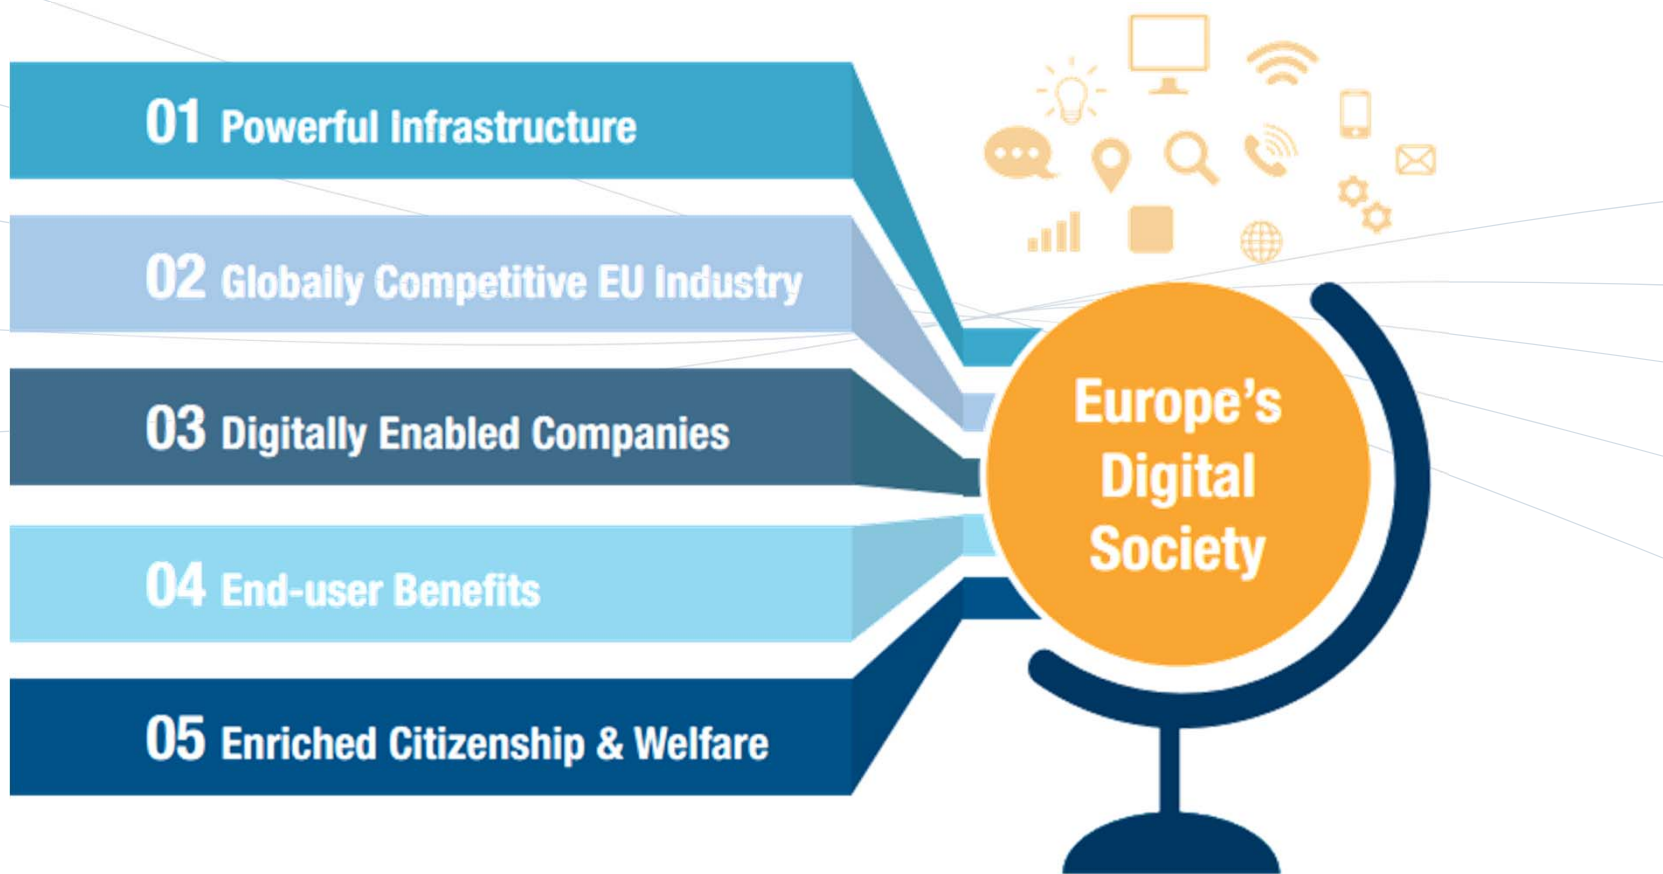 01 Powerful Infrastructure
02 Globally Competitive EU Industry
03 Digitally Enabled Companies
04 End-user Benefits
05 Enriched Citizenship & Welfare
Europe's
Digital
Society